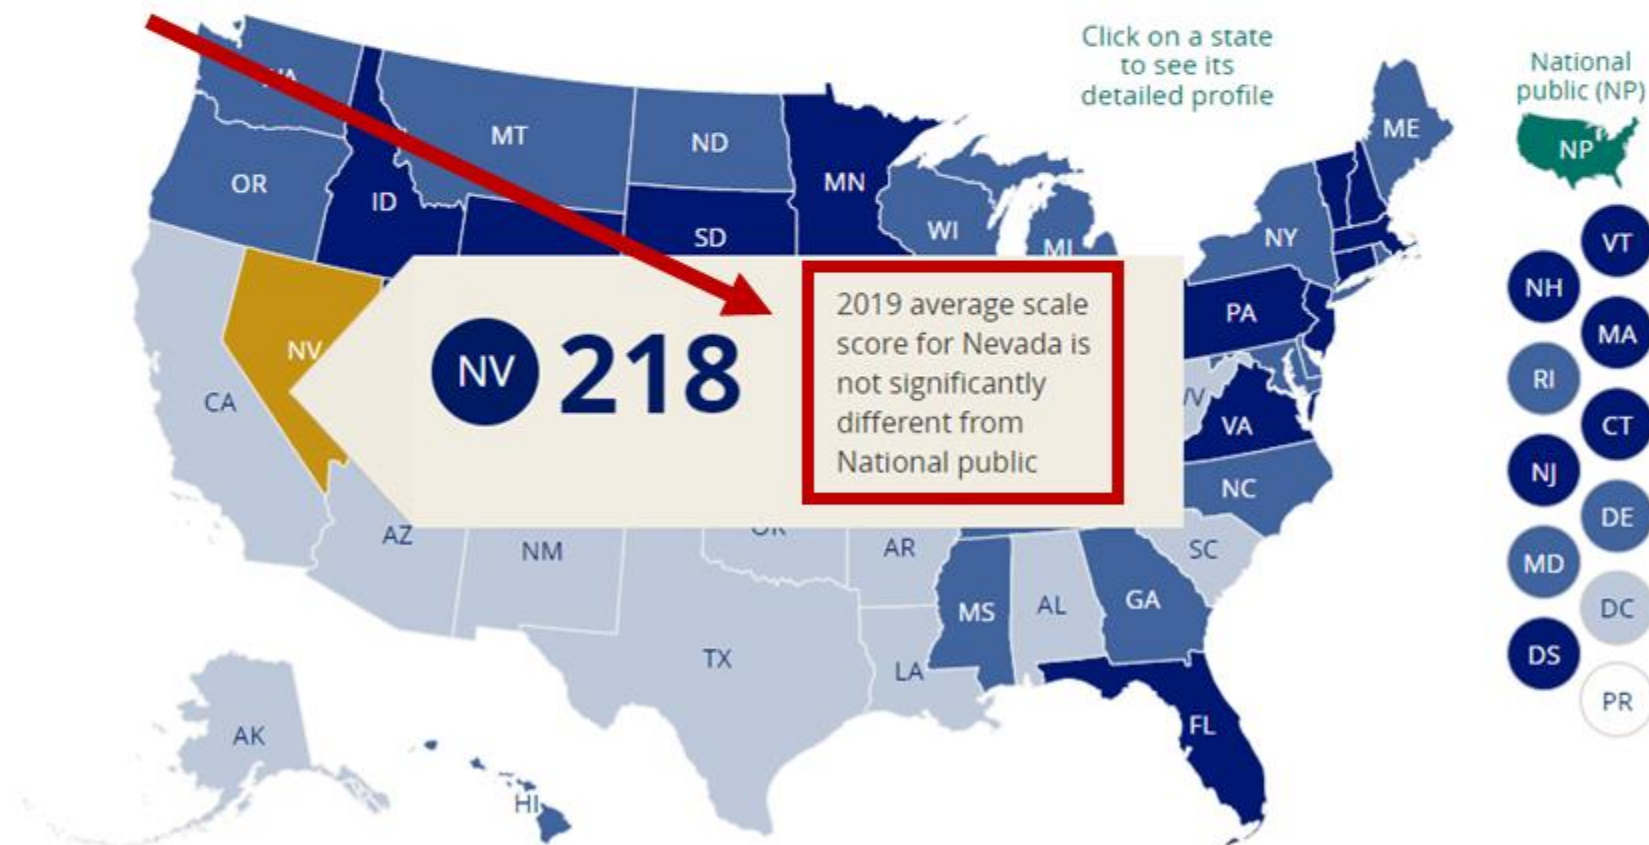 Click on a state
to see its
detailed profile
National
public (NP)
NP
MT
ND
MN
ME
OR
ID
SD
WI
MI
NY
VT
NH
MA
PA
RI
CT
NJ
DE
MD
DC
DS
PR
NV
CA
NV 218
2019 average scale
score for Nevada is
not significantly
different from
National public
VA
NC
AZ
NM
AR
SC
MS
AL
GA
TX
LA
FL
AK
HI